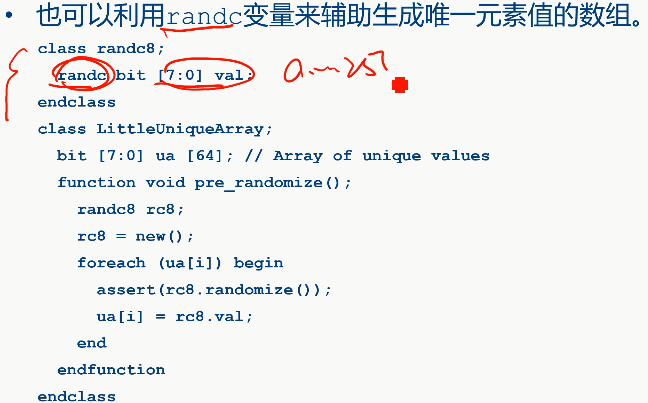 • 也可以利用randc变量来辅助生成唯一元素值的数组。
class randc8;
randc bit [7:0] val; 0.~257
endclass
class LittleUniqueArray;
bit [7:0] ua [64]; // Array of unique values
function void pre_randomize();
randc8 rc8;
rc8 = new();
foreach (ua[i]) begin
assert(rc8.randomize());
ua[i] = rc8.val;
end
endfunction
endclass